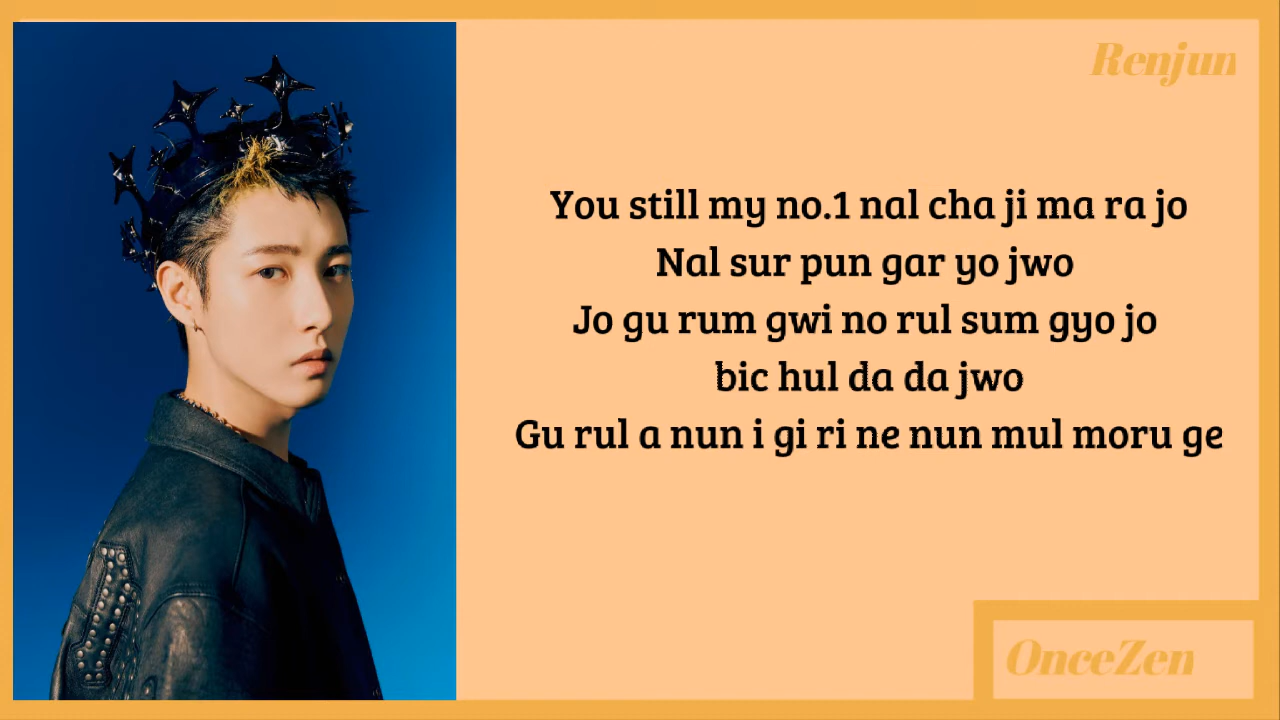 Renjun
You still my no.1 nal cha ji ma ra jo
Nal sur pun gar yo jwo
Jo gu rum gwi no rul sum gyo jo
bic hul da da jwo
Gu rul a nun i gi ri ne nun mul moru ge
OnceZen